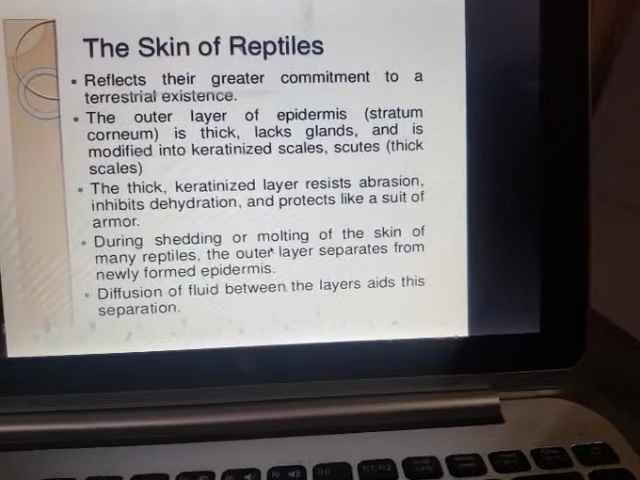 The Skin of Reptiles
• Reflects their greater commitment to a
terrestrial existence.
• The outer layer of epidermis (stratum
corneum) is thick, lacks glands, and is
modified into keratinized scales, scutes (thick
scales)
• The thick, keratinized layer resists abrasion,
inhibits dehydration, and protects like a suit of
armor.
• During shedding or molting of the skin of
many reptiles, the outer layer separates from
newly formed epidermis.
• Diffusion of fluid between the layers aids this
separation.